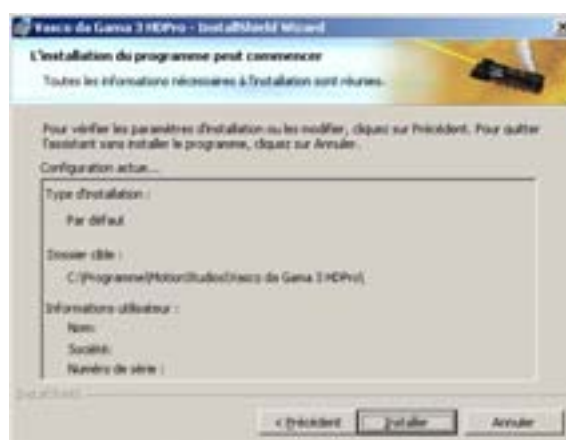 Vasco da Gama 3 HDPro - InstallShield Wizard
L'installation du programme peut commencer
Toutes les informations nécessaires à l'installation sont réunies.
Pour vérifier les paramètres d'installation ou les modifier, cliquez sur Précédent. Pour quitter
l'assistant sans installer le programme, cliquez sur Annuler.
Configuration actue...
Type d'installation :
Par défaut
Dossier cible :
C:\Programme\MotionStudios\Vasco da Gama 3 HDPro\
Informations utilisateur :
Nom:
Société:
Numéro de série :
InstallShield
< Précédent
Installer
Annuler